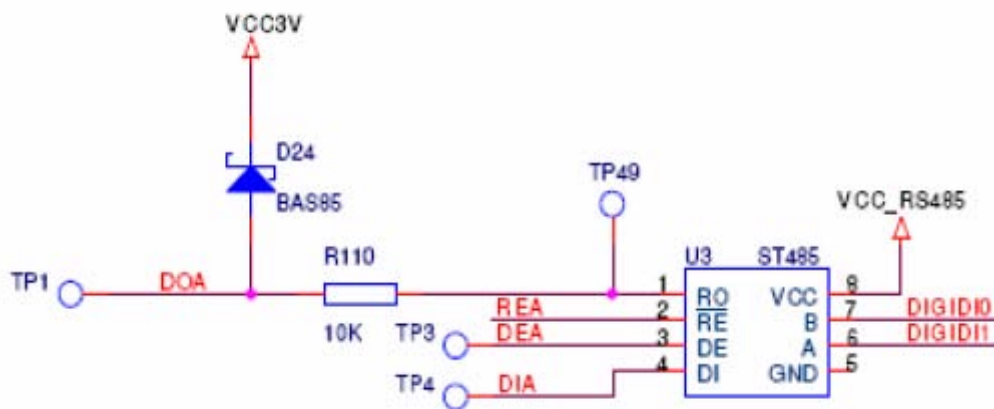 VCC3V
D24
BAS85
TP49
VCC_RS485
R110
U3 ST485
TP1 DOA
10K
1 RO VCC 8
REA 2 RE B 7 DIGIDI0
TP3 DEA 3 DE A 6 DIGIDI1
TP4 DIA 4 DI GND 5